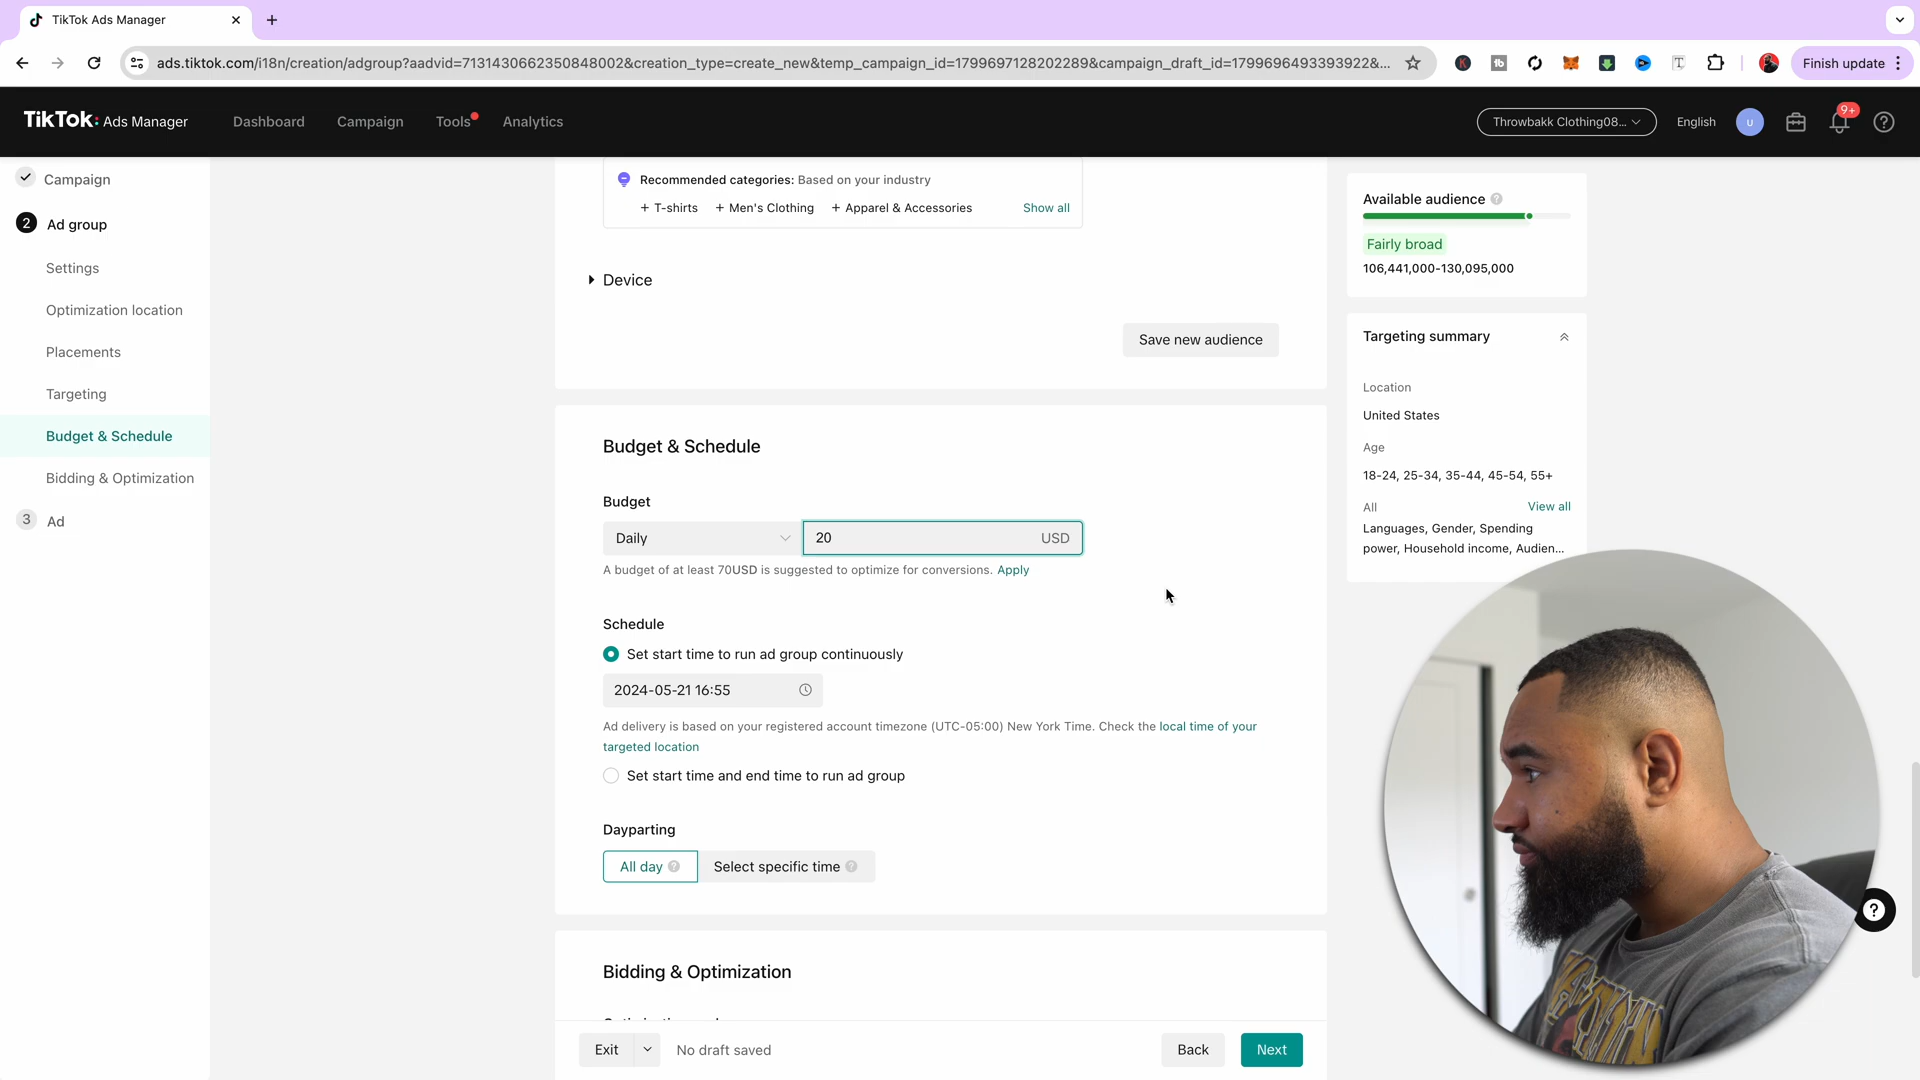 TikTok Ads Manager
ads.tiktok.com/i18n/creation/adgroup?aadvid=7131430662350848002&creation_type=create_new&temp_campaign_id=1799697128202289&campaign_draft_id=1799696493393922&...
Finish update
TikTok: Ads Manager
Dashboard
Campaign
Tools
Analytics
Throwbakk Clothing08...
English
U
9+
Campaign
2 Ad group
Settings
Optimization location
Placements
Targeting
Budget & Schedule
Bidding & Optimization
3 Ad
Recommended categories: Based on your industry
+ T-shirts + Men's Clothing + Apparel & Accessories Show all
Device
Save new audience
Budget & Schedule
Budget
Daily 20 USD
A budget of at least 70USD is suggested to optimize for conversions. Apply
Schedule
Set start time to run ad group continuously
2024-05-21 16:55
Ad delivery is based on your registered account timezone (UTC-05:00) New York Time. Check the local time of your
targeted location
Set start time and end time to run ad group
Dayparting
All day Select specific time
Bidding & Optimization
Exit No draft saved Back Next
Available audience
Fairly broad
106,441,000-130,095,000
Targeting summary
Location
United States
Age
18-24, 25-34, 35-44, 45-54, 55+
All View all
Languages, Gender, Spending
power, Household income, Audien...